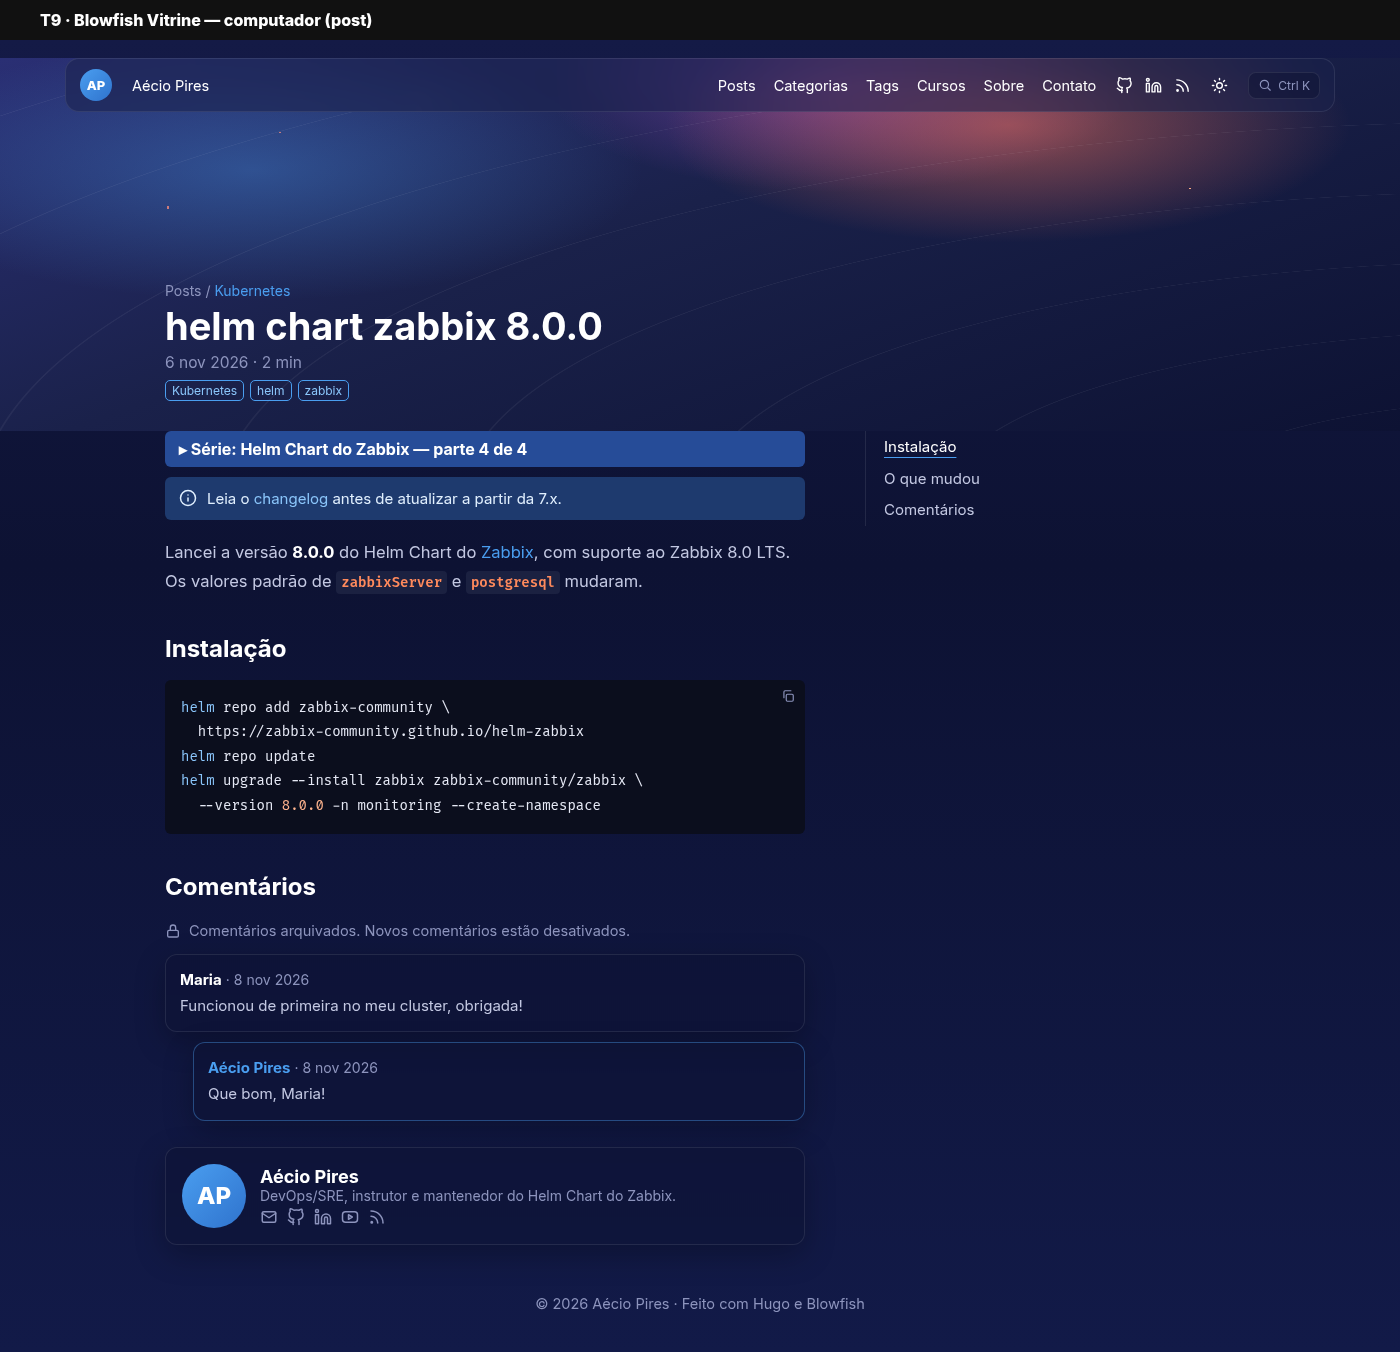 T9 · Blowfish Vitrine — computador (post)
AP Aécio Pires Posts Categorias Tags Cursos Sobre Contato Ctrl K
Posts / Kubernetes
helm chart zabbix 8.0.0
6 nov 2026 · 2 min
Kubernetes helm zabbix
▸ Série: Helm Chart do Zabbix — parte 4 de 4
Leia o changelog antes de atualizar a partir da 7.x.
Lancei a versão 8.0.0 do Helm Chart do Zabbix, com suporte ao Zabbix 8.0 LTS.
Os valores padrão de zabbixServer e postgresql mudaram.
Instalação
helm repo add zabbix-community \
  https://zabbix-community.github.io/helm-zabbix
helm repo update
helm upgrade --install zabbix zabbix-community/zabbix \
  --version 8.0.0 -n monitoring --create-namespace
Comentários
Comentários arquivados. Novos comentários estão desativados.
Maria · 8 nov 2026
Funcionou de primeira no meu cluster, obrigada!
Aécio Pires · 8 nov 2026
Que bom, Maria!
AP
Aécio Pires
DevOps/SRE, instrutor e mantenedor do Helm Chart do Zabbix.
Instalação
O que mudou
Comentários
© 2026 Aécio Pires · Feito com Hugo e Blowfish